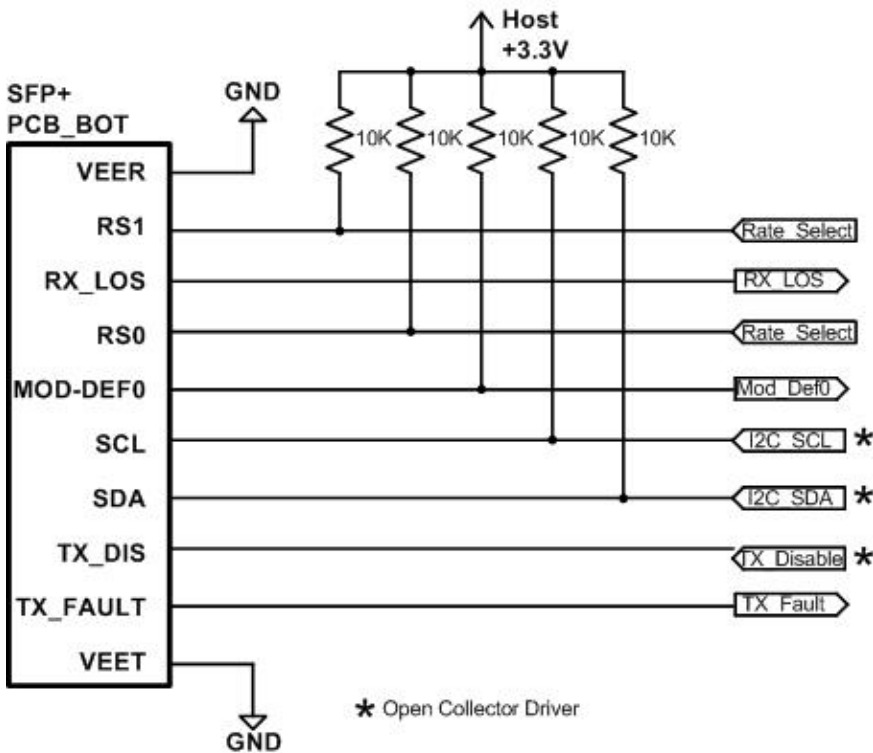 Host
+3.3V
SFP+
PCB_BOT
GND
10K
10K
10K
10K
10K
VEER
RS1
Rate_Select
RX_LOS
RX_LOS
RS0
Rate_Select
MOD-DEF0
Mod_Def0
SCL
I2C_SCL *
SDA
I2C_SDA *
TX_DIS
TX_Disable *
TX_FAULT
TX_Fault
VEET
* Open Collector Driver
GND